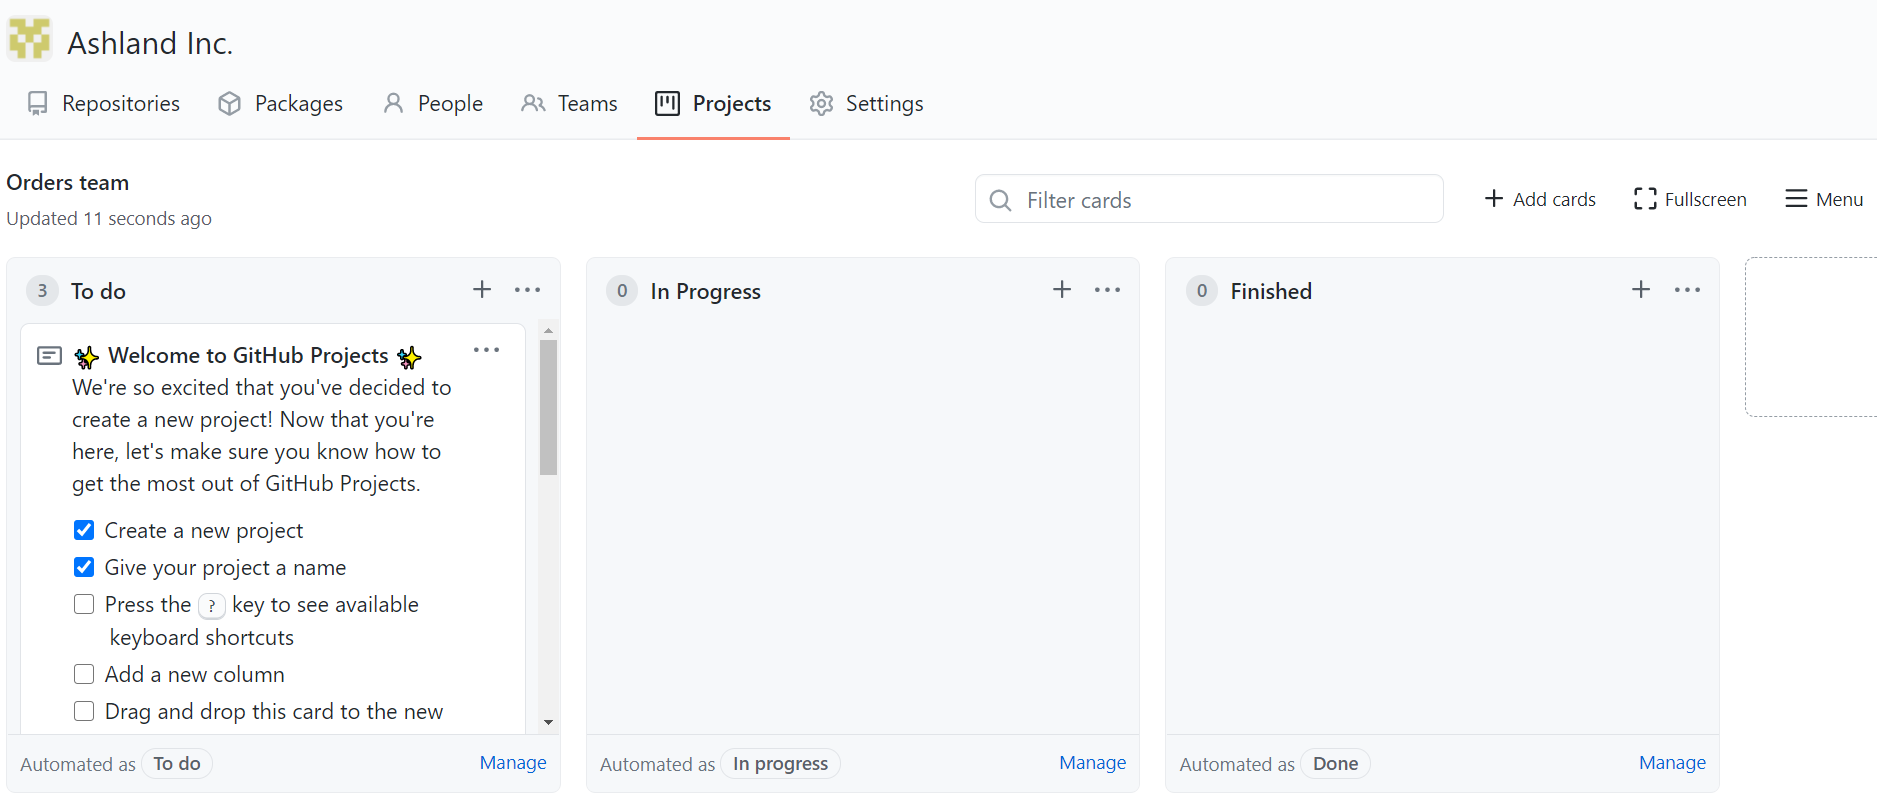 Ashland Inc.
Repositories
Packages
People
Teams
Projects
Settings
Orders team
Updated 11 seconds ago
Filter cards
Add cards
Fullscreen
Menu
3 To do
Welcome to GitHub Projects
We're so excited that you've decided to
create a new project! Now that you're
here, let's make sure you know how to
get the most out of GitHub Projects.
Create a new project
Give your project a name
Press the ? key to see available
keyboard shortcuts
Add a new column
Drag and drop this card to the new
Automated as To do Manage
0 In Progress
Automated as In progress Manage
0 Finished
Automated as Done Manage